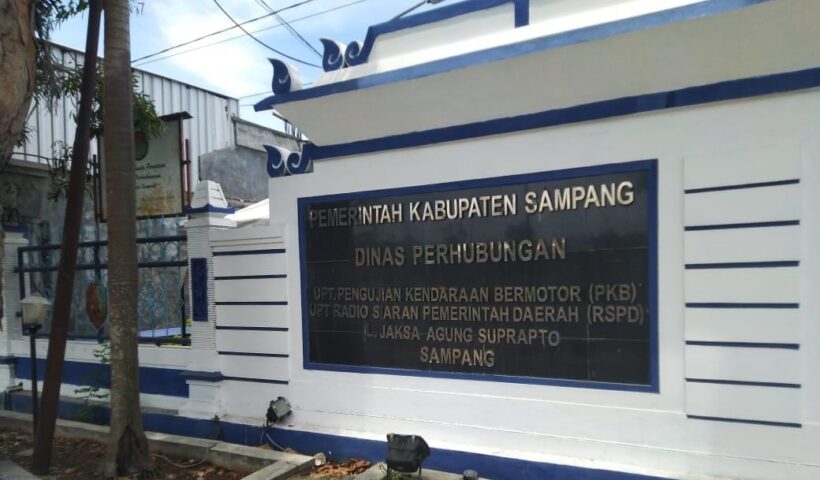 PEMERINTAH KABUPATEN SAMPANG
DINAS PERHUBUNGAN
UPT. PENGUJIAN KENDARAAN BERMOTOR (PKB)
UPT RADIO SIARAN PEMERINTAH DAERAH (RSPD)
L. JAKSA AGUNG SUPRAPTO
SAMPANG